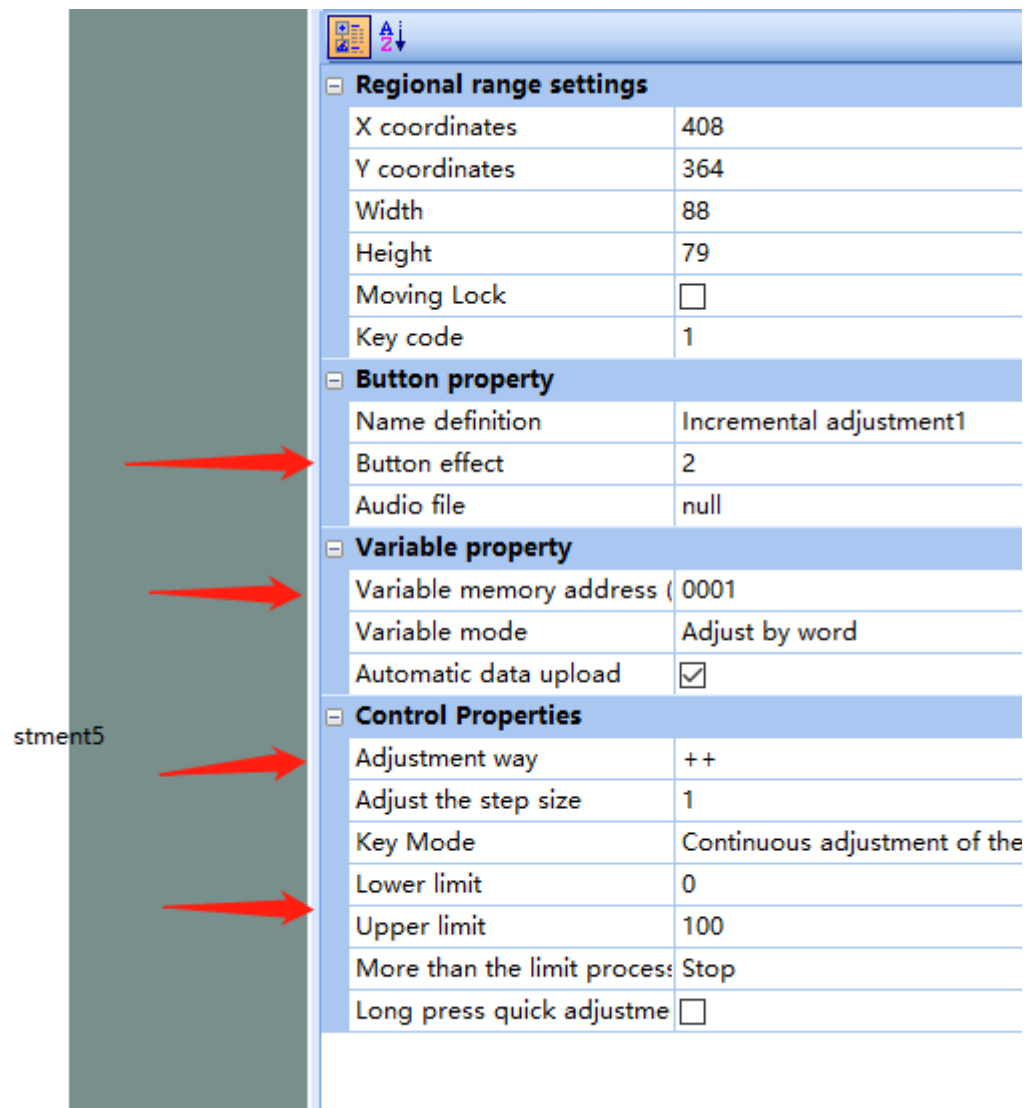 A
Z
Regional range settings
X coordinates 408
Y coordinates 364
Width 88
Height 79
Moving Lock
Key code 1
Button property
Name definition Incremental adjustment1
Button effect 2
Audio file null
Variable property
Variable memory address ( 0001
Variable mode Adjust by word
Automatic data upload
Control Properties
stment5
Adjustment way ++
Adjust the step size 1
Key Mode Continuous adjustment of the
Lower limit 0
Upper limit 100
More than the limit process Stop
Long press quick adjustme